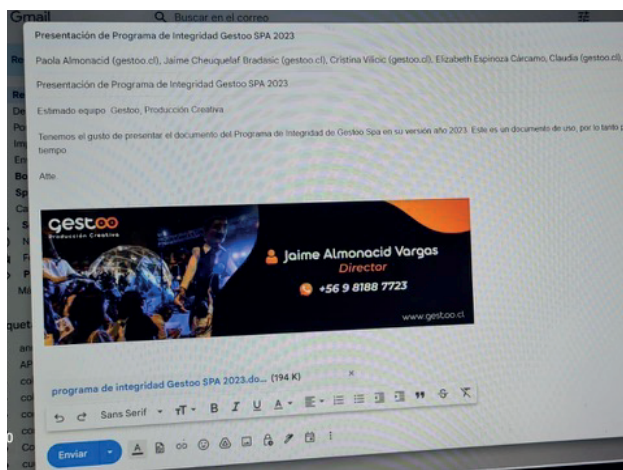 Gmail
Buscar en el correo
Presentación de Programa de Integridad Gestoo SPA 2023
Paola Almonacid (gestoo.cl), Jaime Cheuquelaf Bradasic (gestoo.cl), Cristina Vilicic (gestoo.cl), Elizabeth Espinoza Cárcamo, Claudia (gestoo.cl),
Presentación de Programa de Integridad Gestoo SPA 2023
Estimado equipo Gestoo, Producción Creativa
Tenemos el gusto de presentar el documento del Programa de Integridad de Gestoo Spa en su versión año 2023. Este es un documento de uso, por lo tanto
tiempo.
Atte.
gestoo
Producción Creativa
Jaime Almonacid Vargas
Director
+56 9 8188 7723
www.gestoo.cl
programa de integridad Gestoo SPA 2023.do... (194 K)
Sans Serif
Enviar